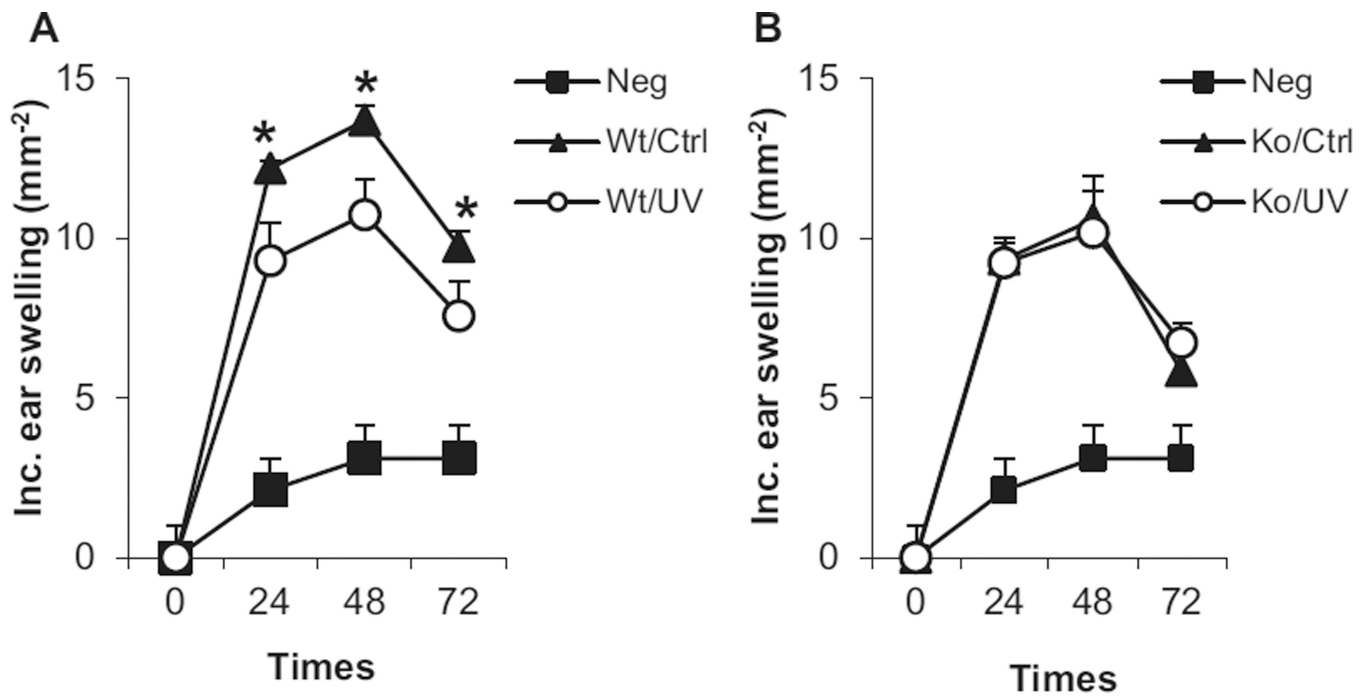 A
Inc. ear swelling (mm-2)
15
10
5
0
*
*
*
0 24 48 72
Times
Neg
Wt/Ctrl
Wt/UV
B
Inc. ear swelling (mm-2)
15
10
5
0
0 24 48 72
Times
Neg
Ko/Ctrl
Ko/UV